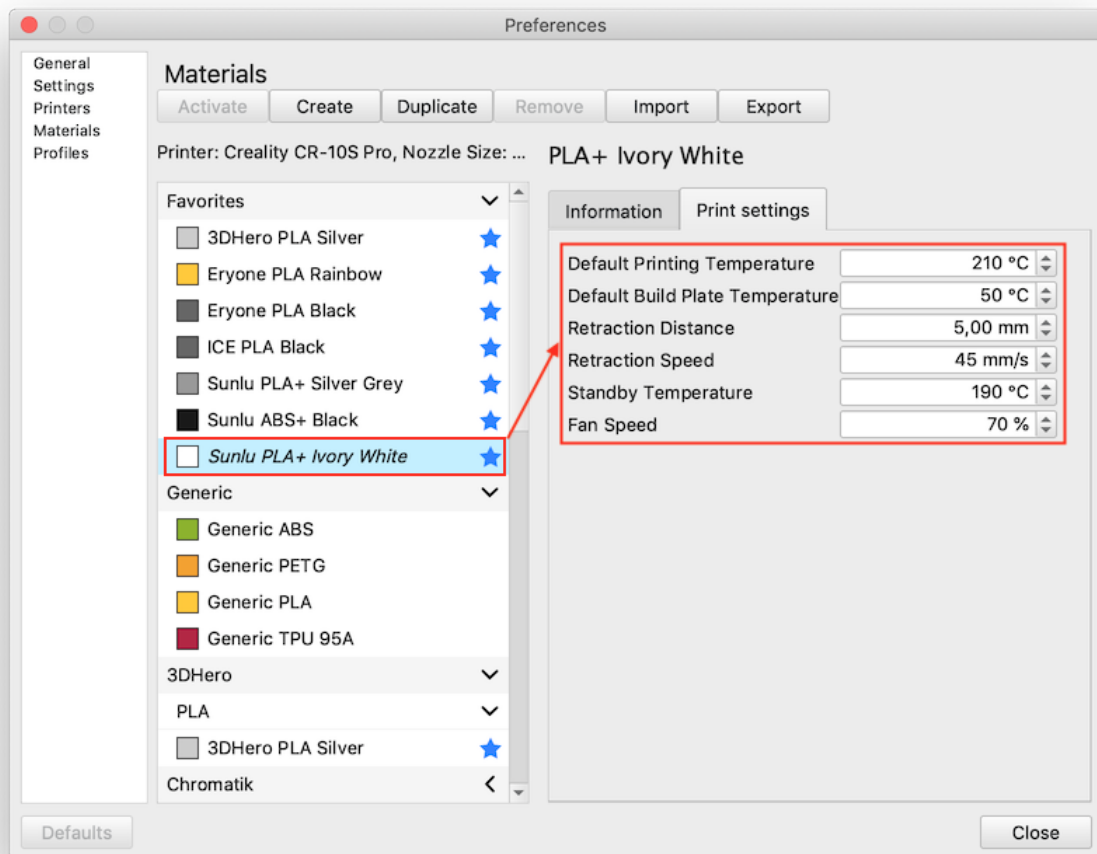 Preferences
General
Settings
Printers
Materials
Profiles
Materials
Activate
Create
Duplicate
Remove
Import
Export
Printer: Creality CR-10S Pro, Nozzle Size: ...
Favorites
3DHero PLA Silver
Eryone PLA Rainbow
Eryone PLA Black
ICE PLA Black
Sunlu PLA+ Silver Grey
Sunlu ABS+ Black
Sunlu PLA+ Ivory White
Generic
Generic ABS
Generic PETG
Generic PLA
Generic TPU 95A
3DHero
PLA
3DHero PLA Silver
Chromatik
PLA+ Ivory White
Information
Print settings
Default Printing Temperature 210 °C
Default Build Plate Temperature 50 °C
Retraction Distance 5,00 mm
Retraction Speed 45 mm/s
Standby Temperature 190 °C
Fan Speed 70 %
Defaults
Close